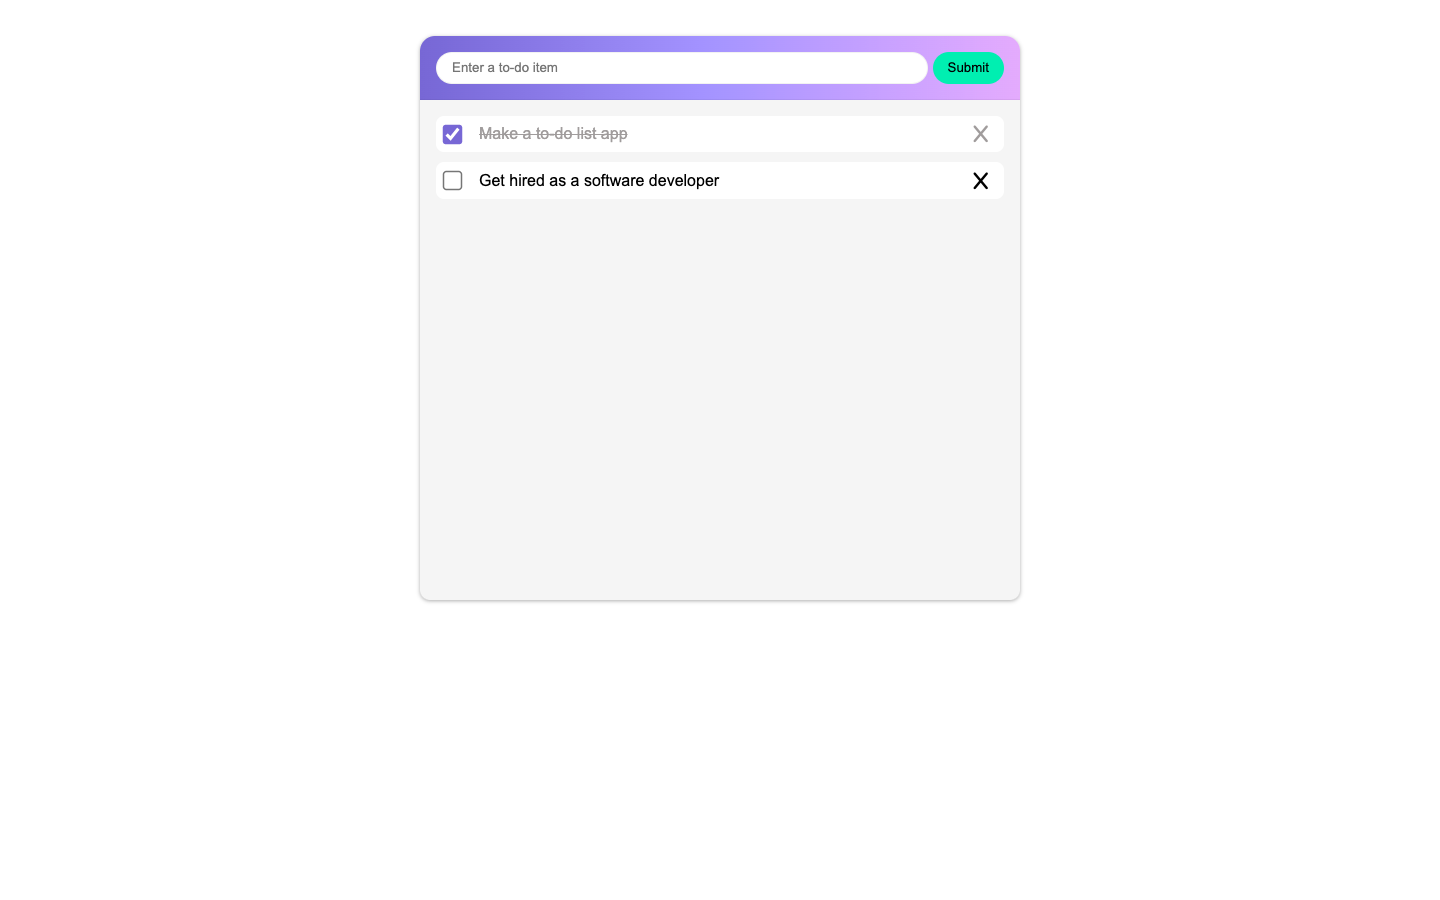 Enter a to-do item
Submit
Make a to-do list app
X
Get hired as a software developer
X